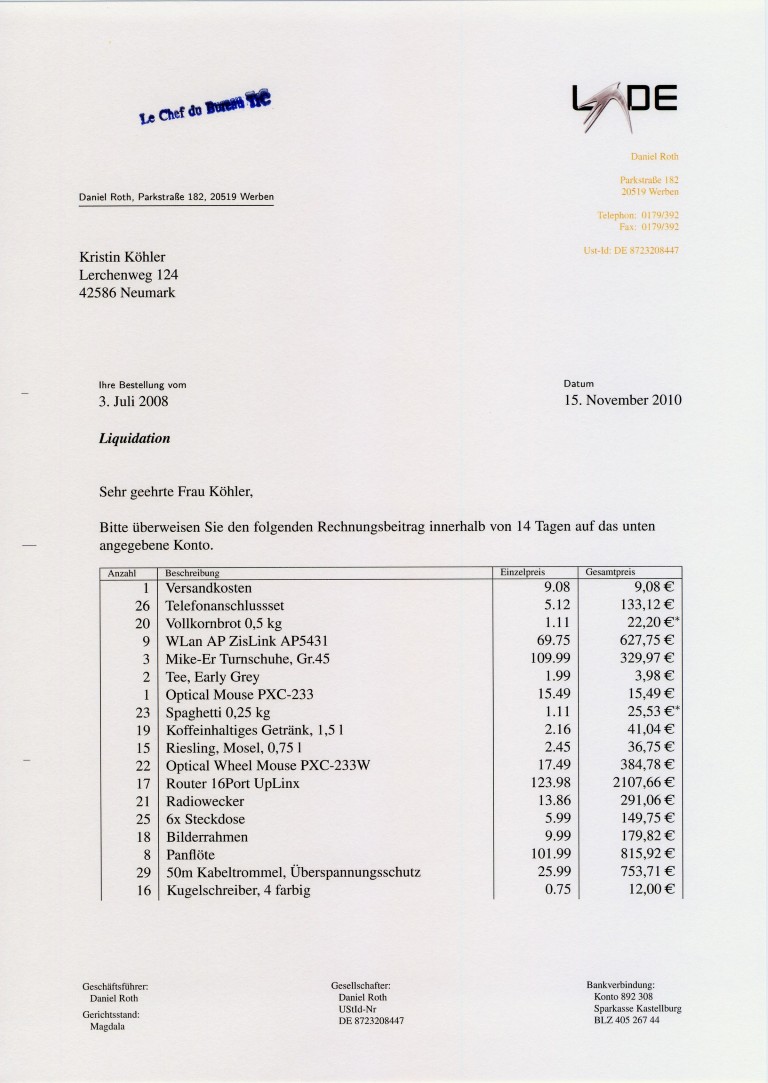 Le Chef du Bureau TIC
LADE
Daniel Roth
Parkstraße 182
20519 Werben
Telephon: 0179/392
Fax: 0179/392
Ust-Id: DE 8723208447
Daniel Roth, Parkstraße 182, 20519 Werben
Kristin Köhler
Lerchenweg 124
42586 Neumark
Ihre Bestellung vom Datum
3. Juli 2008 15. November 2010
Liquidation
Sehr geehrte Frau Köhler,
Bitte überweisen Sie den folgenden Rechnungsbeitrag innerhalb von 14 Tagen auf das unten
angegebene Konto.
Anzahl Beschreibung Einzelpreis Gesamtpreis
1 Versandkosten 9.08 9,08 €
26 Telefonanschlussset 5.12 133,12 €
20 Vollkornbrot 0,5 kg 1.11 22,20 €*
9 WLan AP ZisLink AP5431 69.75 627,75 €
3 Mike-Er Turnschuhe, Gr.45 109.99 329,97 €
2 Tee, Early Grey 1.99 3,98 €
1 Optical Mouse PXC-233 15.49 15,49 €
23 Spaghetti 0,25 kg 1.11 25,53 €*
19 Koffeinhaltiges Getränk, 1,5 l 2.16 41,04 €
15 Riesling, Mosel, 0,75 l 2.45 36,75 €
22 Optical Wheel Mouse PXC-233W 17.49 384,78 €
17 Router 16Port UpLinx 123.98 2107,66 €
21 Radiowecker 13.86 291,06 €
25 6x Steckdose 5.99 149,75 €
18 Bilderrahmen 9.99 179,82 €
8 Panflöte 101.99 815,92 €
29 50m Kabeltrommel, Überspannungsschutz 25.99 753,71 €
16 Kugelschreiber, 4 farbig 0.75 12,00 €
Geschäftsführer:
Daniel Roth
Gerichtsstand:
Magdala
Gesellschafter:
Daniel Roth
UStId-Nr
DE 8723208447
Bankverbindung:
Konto 892 308
Sparkasse Kastellburg
BLZ 405 267 44